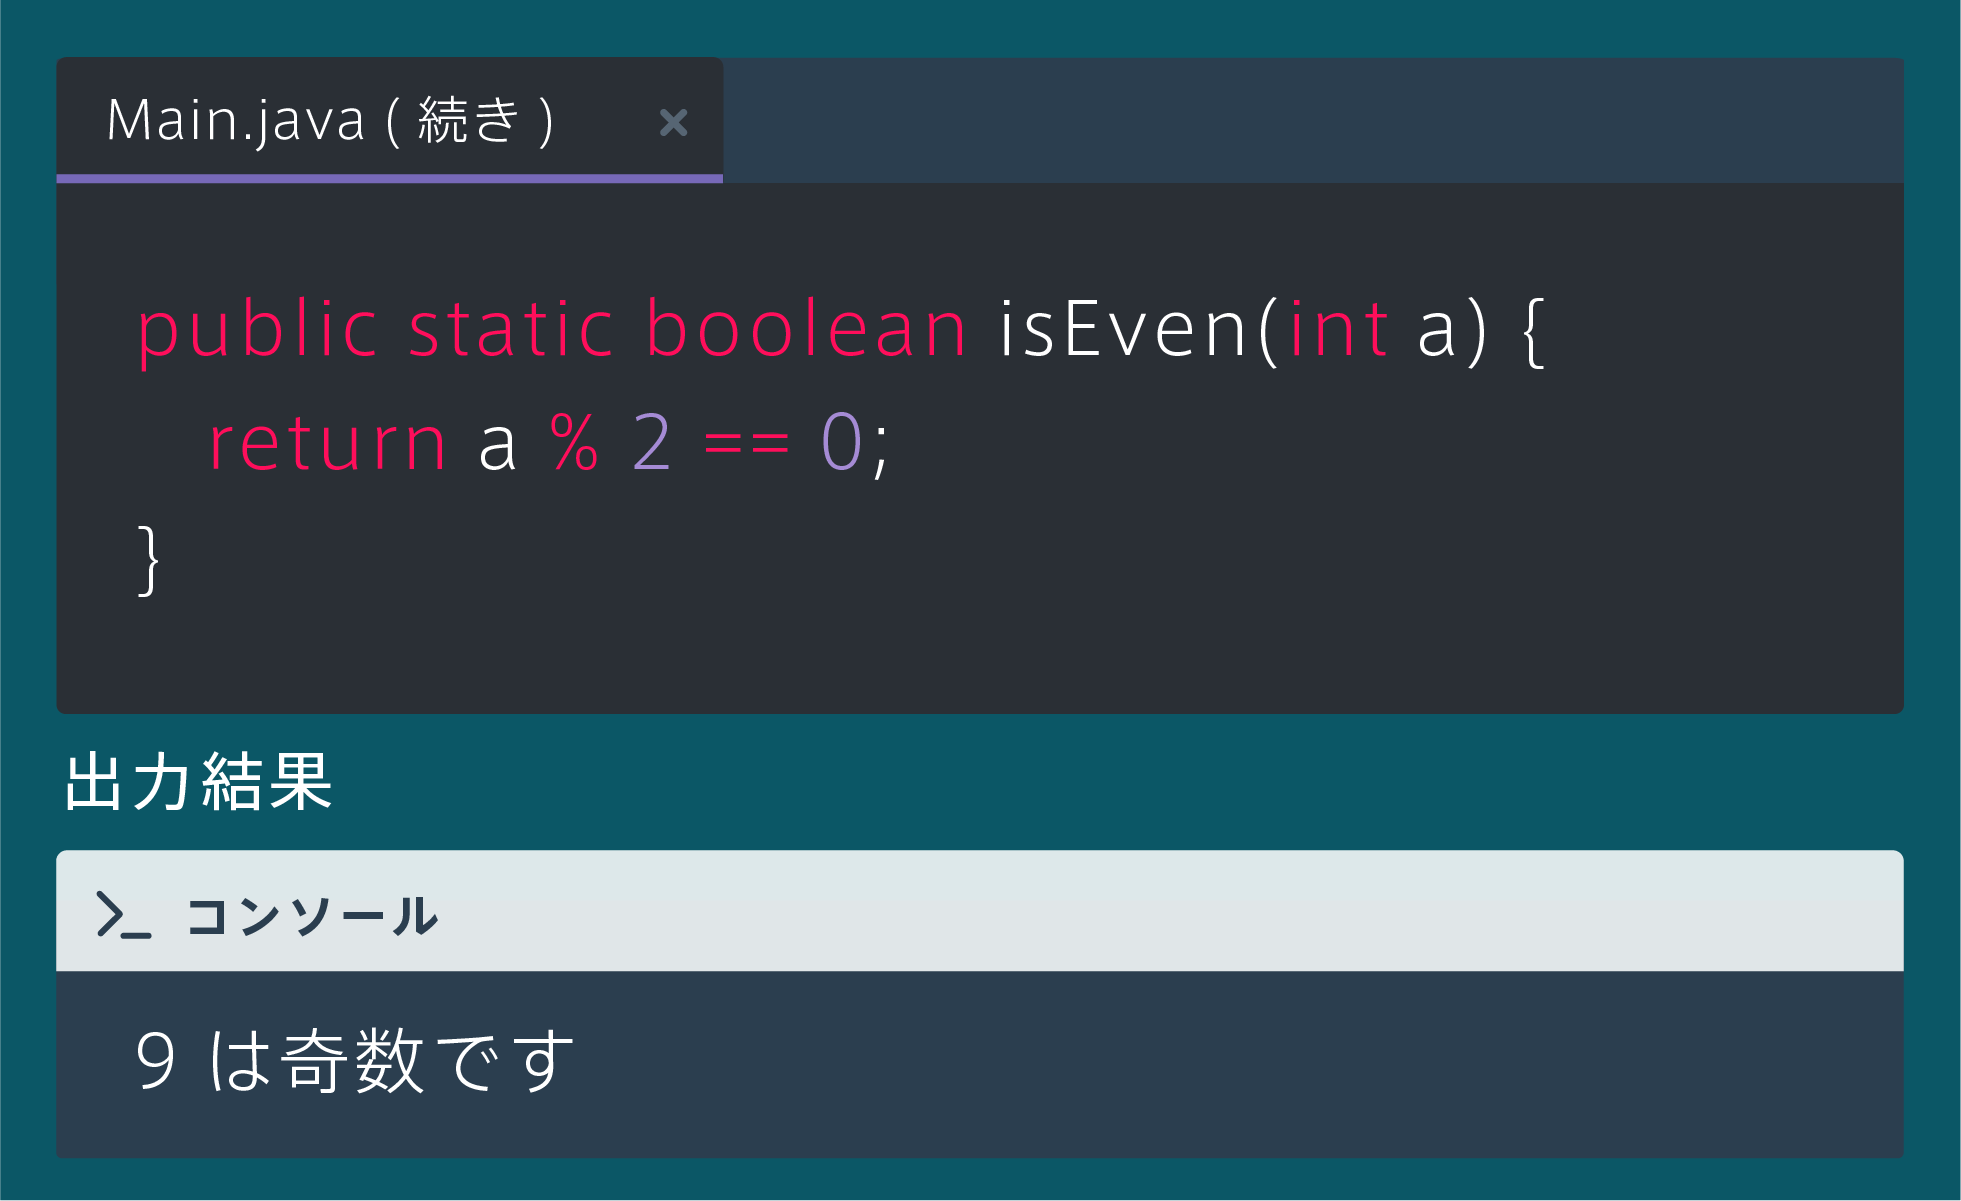 Main.java ( 続き )
public static boolean isEven(int a) {
return a % 2 == 0;
}
出力結果
>_ コンソール
9 は奇数です